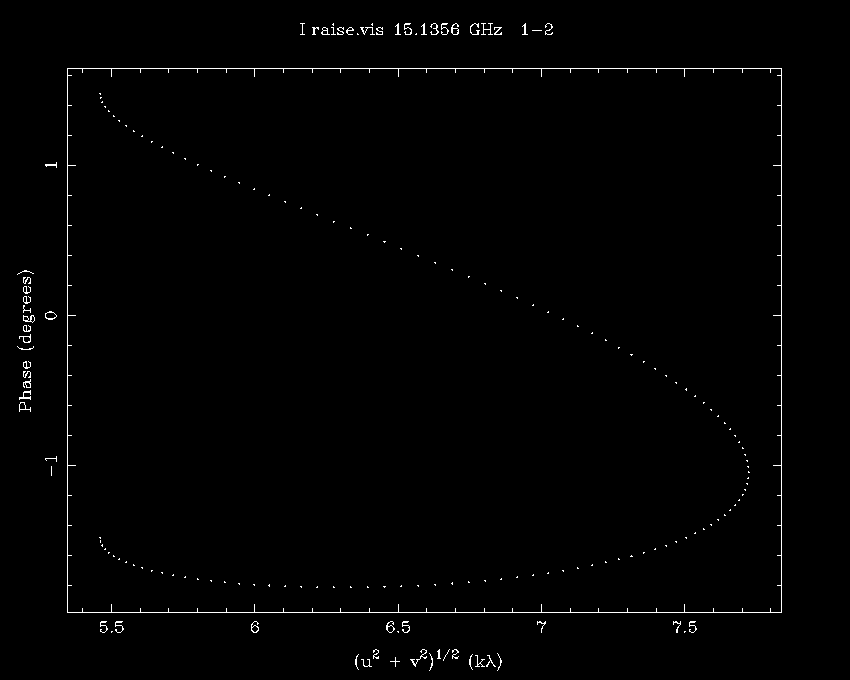 I raise.vis 15.1356 GHz 1−2
1
0
−1
Phase (degrees)
5.5 6 6.5 7 7.5
(u² + v²)^1/2 (kλ)